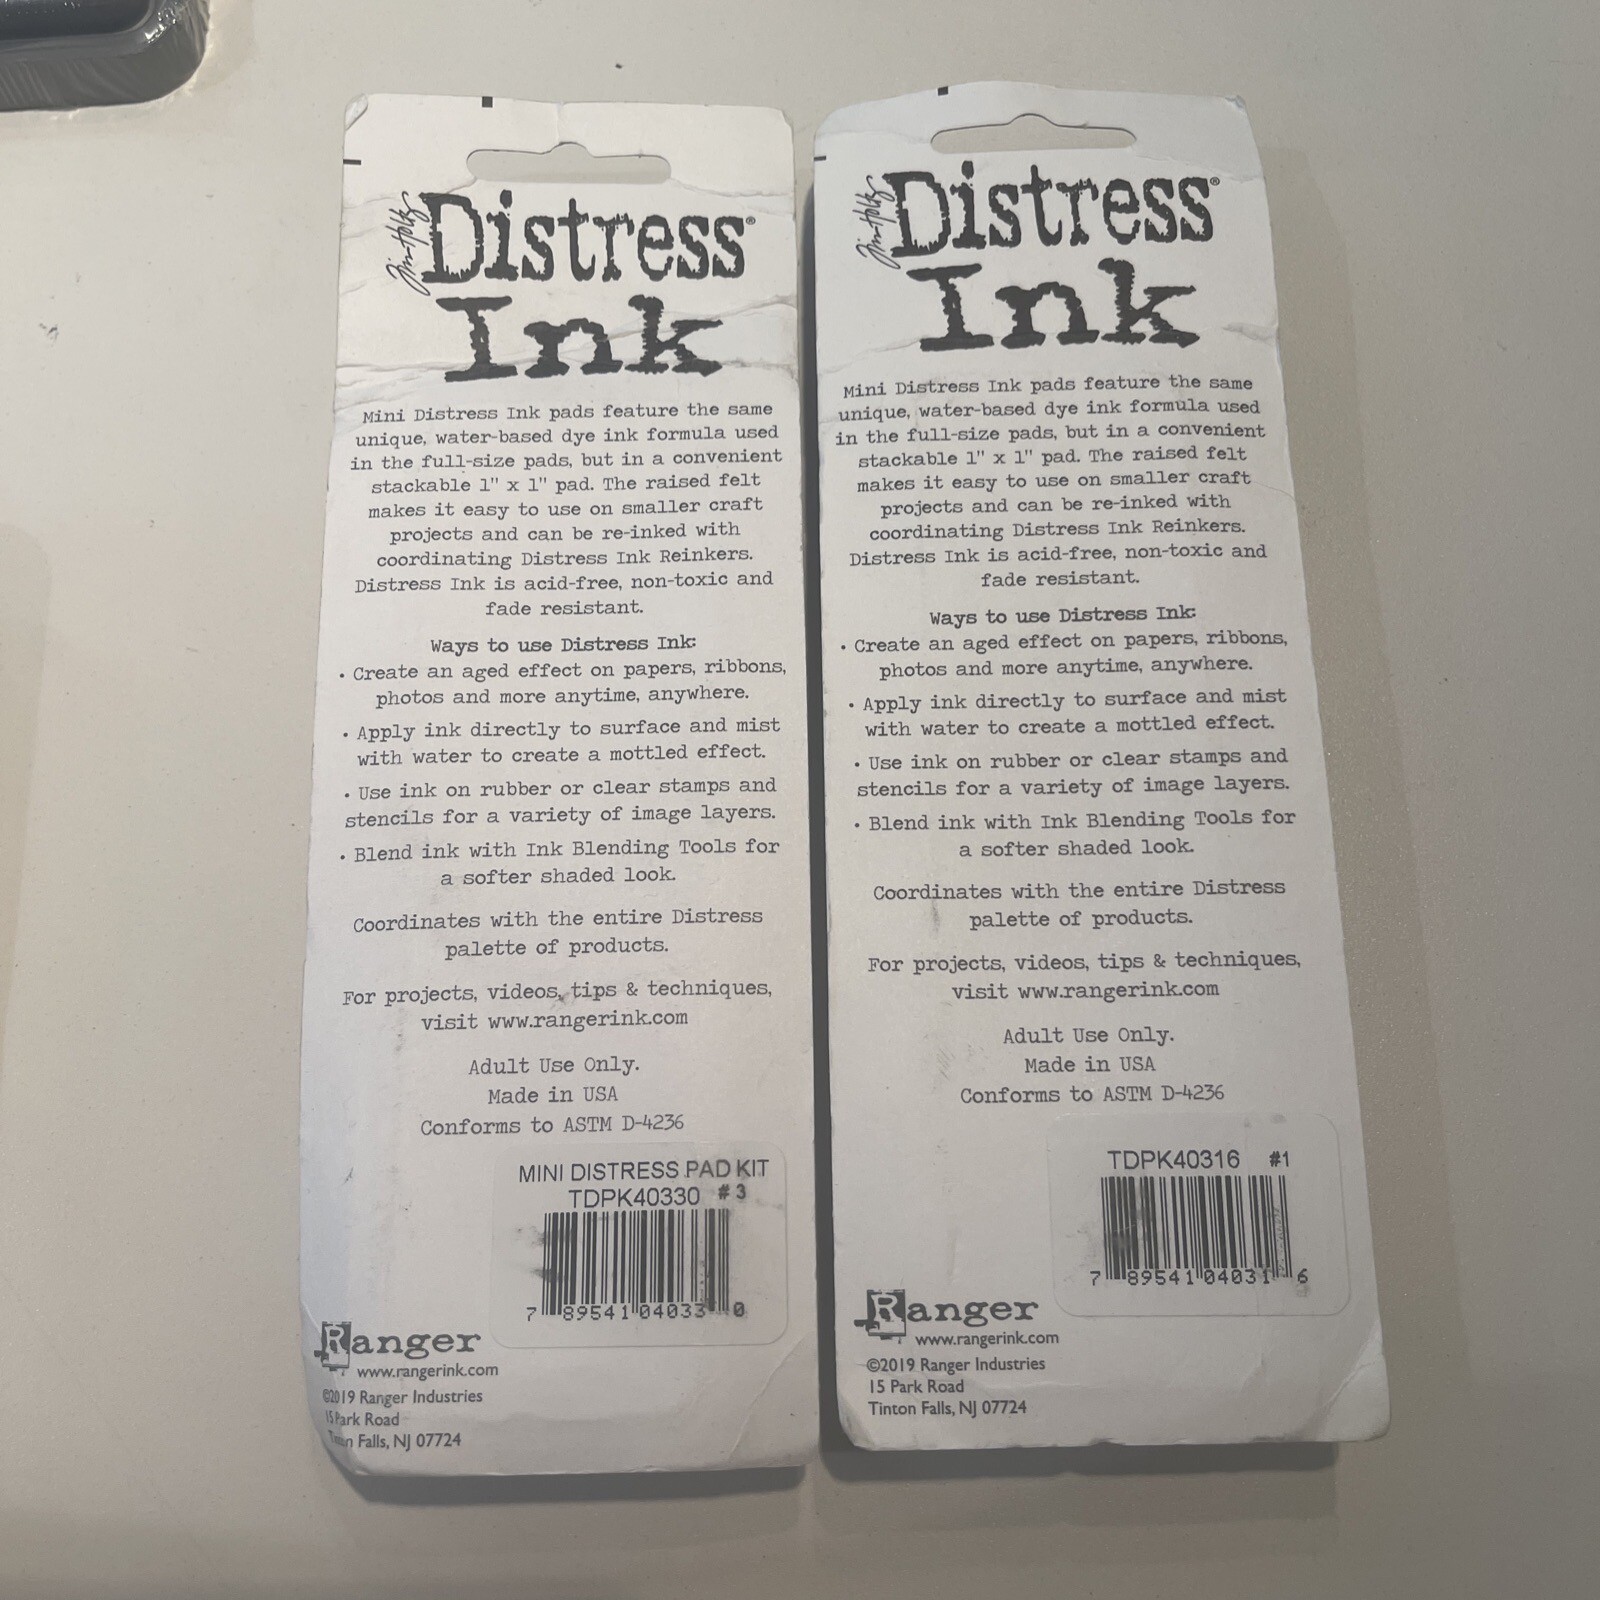 Tim Holtz
Distress®
Ink
Mini Distress Ink pads feature the same
unique, water-based dye ink formula used
in the full-size pads, but in a convenient
stackable 1" x 1" pad. The raised felt
makes it easy to use on smaller craft
projects and can be re-inked with
coordinating Distress Ink Reinkers.
Distress Ink is acid-free, non-toxic and
fade resistant.
Ways to use Distress Ink:
• Create an aged effect on papers, ribbons,
photos and more anytime, anywhere.
• Apply ink directly to surface and mist
with water to create a mottled effect.
• Use ink on rubber or clear stamps and
stencils for a variety of image layers.
• Blend ink with Ink Blending Tools for
a softer shaded look.
Coordinates with the entire Distress
palette of products.
For projects, videos, tips & techniques,
visit www.rangerink.com
Adult Use Only.
Made in USA
Conforms to ASTM D-4236
MINI DISTRESS PAD KIT
TDPK40330 #3
7 89541 04033 0
Ranger
www.rangerink.com
©2019 Ranger Industries
15 Park Road
Tinton Falls, NJ 07724
Tim Holtz
Distress®
Ink
Mini Distress Ink pads feature the same
unique, water-based dye ink formula used
in the full-size pads, but in a convenient
stackable 1" x 1" pad. The raised felt
makes it easy to use on smaller craft
projects and can be re-inked with
coordinating Distress Ink Reinkers.
Distress Ink is acid-free, non-toxic and
fade resistant.
Ways to use Distress Ink:
• Create an aged effect on papers, ribbons,
photos and more anytime, anywhere.
• Apply ink directly to surface and mist
with water to create a mottled effect.
• Use ink on rubber or clear stamps and
stencils for a variety of image layers.
• Blend ink with Ink Blending Tools for
a softer shaded look.
Coordinates with the entire Distress
palette of products.
For projects, videos, tips & techniques,
visit www.rangerink.com
Adult Use Only.
Made in USA
Conforms to ASTM D-4236
TDPK40316 #1
7 89541 04031 6
Ranger
www.rangerink.com
©2019 Ranger Industries
15 Park Road
Tinton Falls, NJ 07724